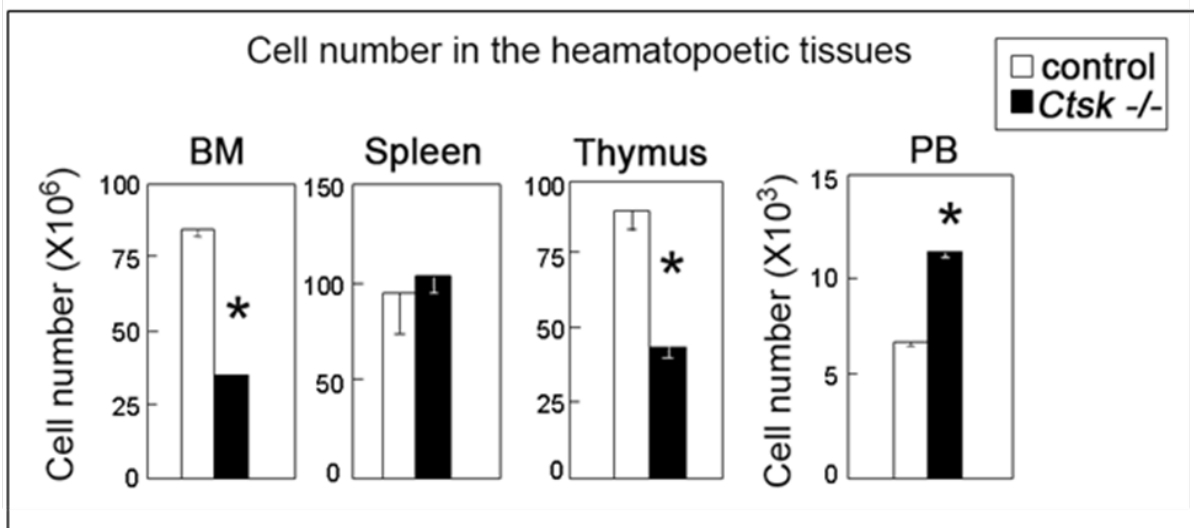 Cell number in the heamatopoetic tissues
control
Ctsk -/-
BM
Spleen
Thymus
PB
Cell number (X10⁶)
100
75
50
25
0
*
150
100
50
0
100
75
50
25
0
*
Cell number (X10³)
15
10
5
0
*